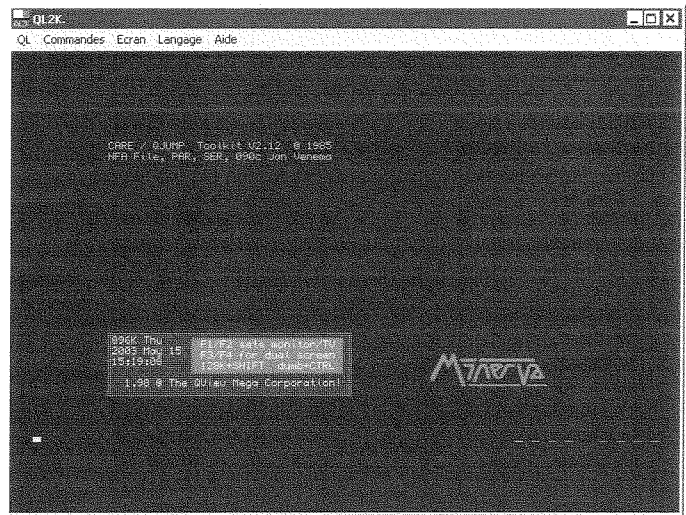 QL2K
QL Commandes Ecran Langage Aide
CARE / QJUMP Toolkit V2.12 © 1985
NFA File, PAR, SER, 090c Jon Venema
896K Thu
2003 May 15
15:19:06
F1/F2 sets monitor/TV
F3/F4 for dual screen
128K+SHIFT dumb+CTRL
1.98 © The QView Mega Corporation!
Minerva